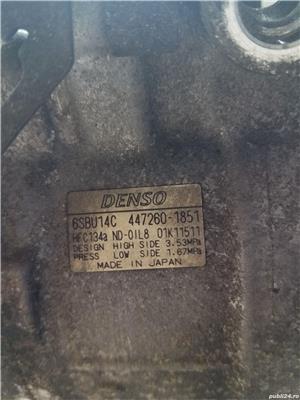 DENSO
6SBU14C 447260-1851
HFC134a ND-OIL8 01K11511
DESIGN HIGH SIDE 3.53MPa
PRESS LOW SIDE 1.67MPa
MADE IN JAPAN
publi24.ro